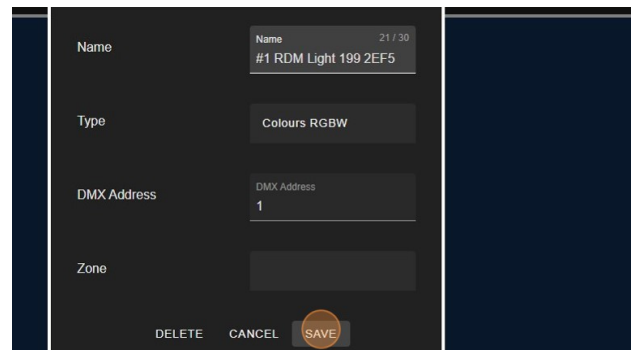 Name
Name 21 / 30
#1 RDM Light 199 2EF5
Type
Colours RGBW
DMX Address
DMX Address
1
Zone
DELETE CANCEL SAVE